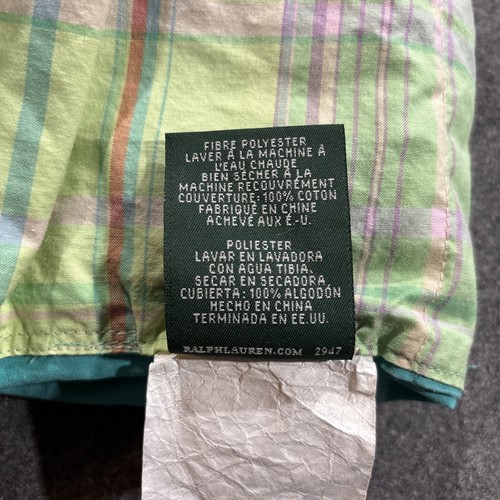 FIBRE POLYESTER
LAVER À LA MACHINE À
L'EAU CHAUDE
BIEN SÉCHER À LA
MACHINE RECOUVRÉMENT
COUVERTURE: 100% COTON
FABRIQUÉ EN CHINE
ACHEVÉ AUX É.-U.
POLIESTER
LAVAR EN LAVADORA
CON AGUA TIBIA.
SECAR EN SECADORA,
CUBIERTA: 100% ALGODÓN
HECHO EN CHINA
TERMINADA EN EE.UU.
RALPHLAUREN.COM 2947